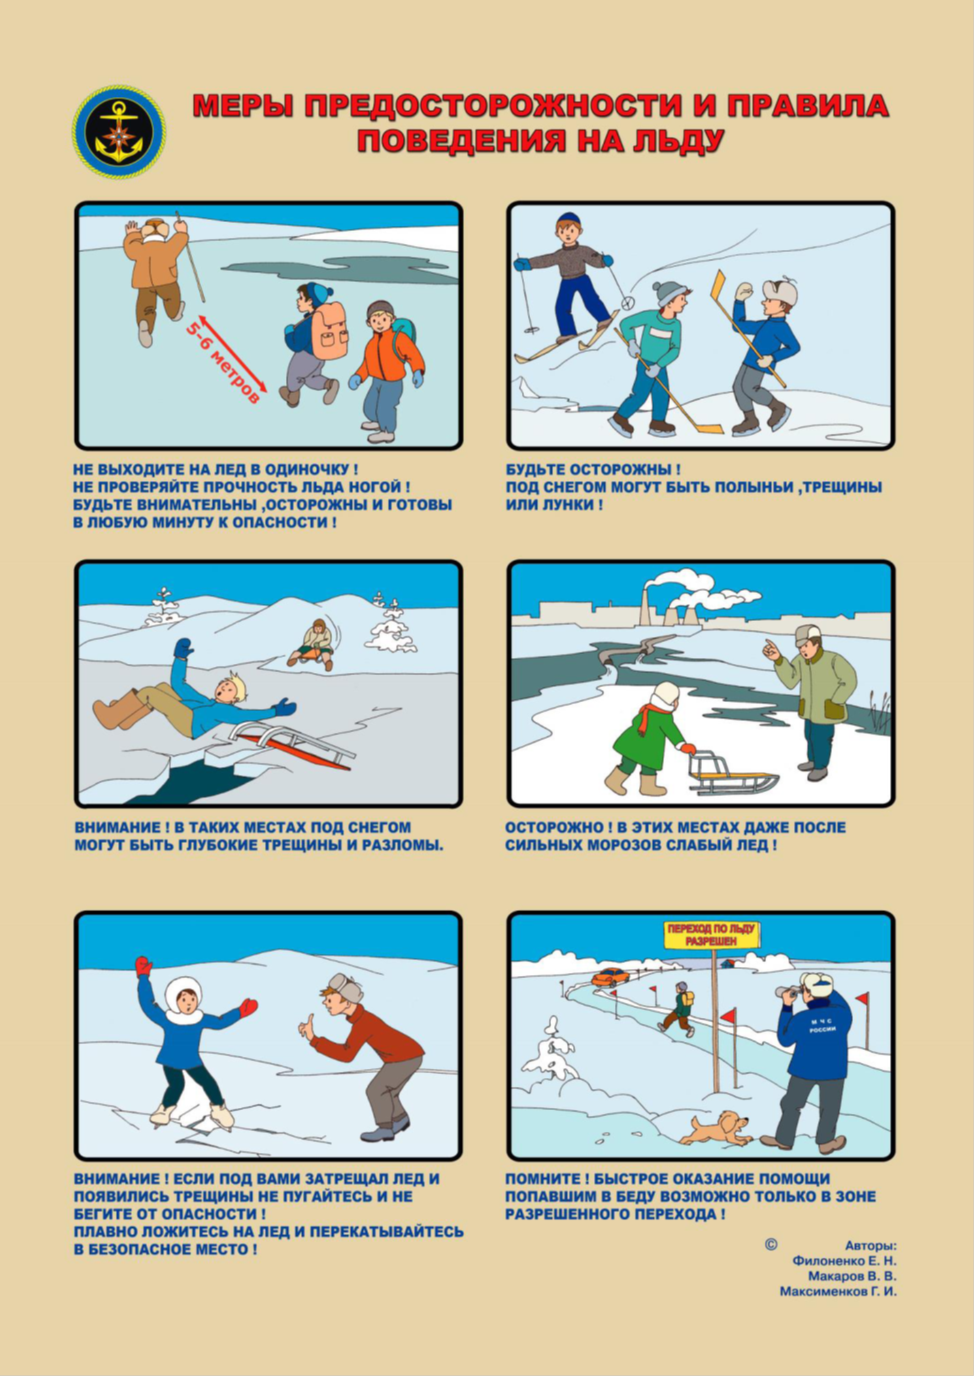 МЕРЫ ПРЕДОСТОРОЖНОСТИ И ПРАВИЛА
ПОВЕДЕНИЯ НА ЛЬДУ
5-6 метров
НЕ ВЫХОДИТЕ НА ЛЕД В ОДИНОЧКУ !
НЕ ПРОВЕРЯЙТЕ ПРОЧНОСТЬ ЛЬДА НОГОЙ !
БУДЬТЕ ВНИМАТЕЛЬНЫ ,ОСТОРОЖНЫ И ГОТОВЫ
В ЛЮБУЮ МИНУТУ К ОПАСНОСТИ !
БУДЬТЕ ОСТОРОЖНЫ !
ПОД СНЕГОМ МОГУТ БЫТЬ ПОЛЫНЬИ ,ТРЕЩИНЫ
ИЛИ ЛУНКИ !
ВНИМАНИЕ ! В ТАКИХ МЕСТАХ ПОД СНЕГОМ
МОГУТ БЫТЬ ГЛУБОКИЕ ТРЕЩИНЫ И РАЗЛОМЫ.
ОСТОРОЖНО ! В ЭТИХ МЕСТАХ ДАЖЕ ПОСЛЕ
СИЛЬНЫХ МОРОЗОВ СЛАБЫЙ ЛЕД !
ВНИМАНИЕ ! ЕСЛИ ПОД ВАМИ ЗАТРЕЩАЛ ЛЕД И
ПОЯВИЛИСЬ ТРЕЩИНЫ НЕ ПУГАЙТЕСЬ И НЕ
БЕГИТЕ ОТ ОПАСНОСТИ !
ПЛАВНО ЛОЖИТЕСЬ НА ЛЕД И ПЕРЕКАТЫВАЙТЕСЬ
В БЕЗОПАСНОЕ МЕСТО !
ПЕРЕХОД ПО ЛЬДУ
РАЗРЕШЕН
М Ч С
РОССИИ
ПОМНИТЕ ! БЫСТРОЕ ОКАЗАНИЕ ПОМОЩИ
ПОПАВШИМ В БЕДУ ВОЗМОЖНО ТОЛЬКО В ЗОНЕ
РАЗРЕШЕННОГО ПЕРЕХОДА !
© Авторы:
Филоненко Е. Н.
Макаров В. В.
Максименков Г. И.